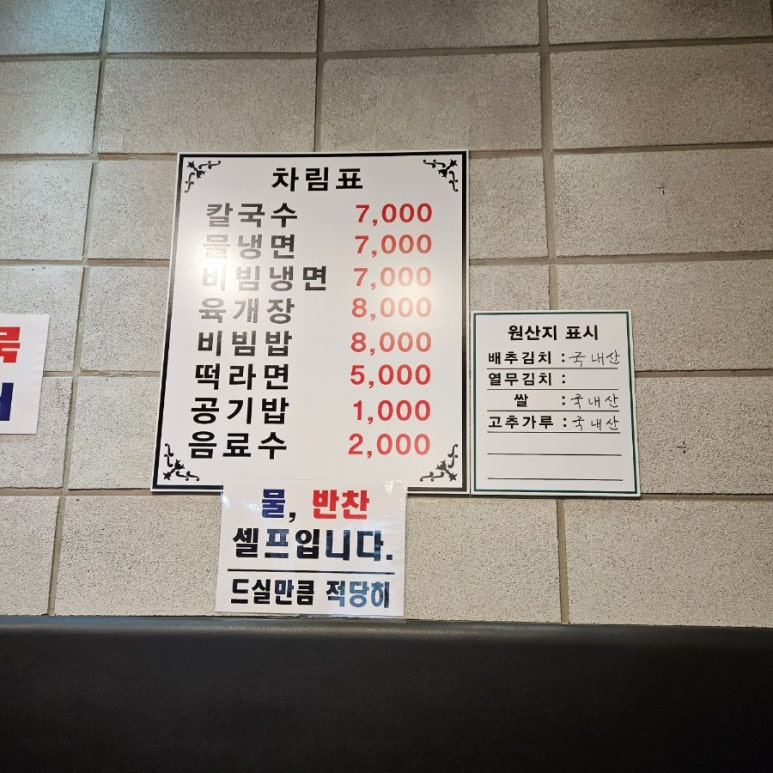 차림표
칼국수 7,000
물냉면 7,000
비빔냉면 7,000
육개장 8,000
비빔밥 8,000
떡라면 5,000
공기밥 1,000
음료수 2,000
물, 반찬
셀프입니다.
드실만큼 적당히
원산지 표시
배추김치 : 국내산
열무김치 :
쌀 : 국내산
고추가루 : 국내산